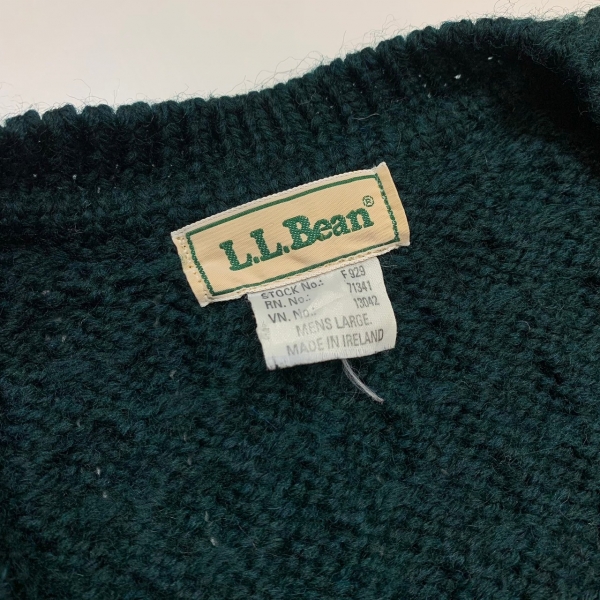 L.L.Bean®
STOCK No.: F929
RN. No.: 71341
VN. No.: 13042
MENS LARGE.
MADE IN IRELAND